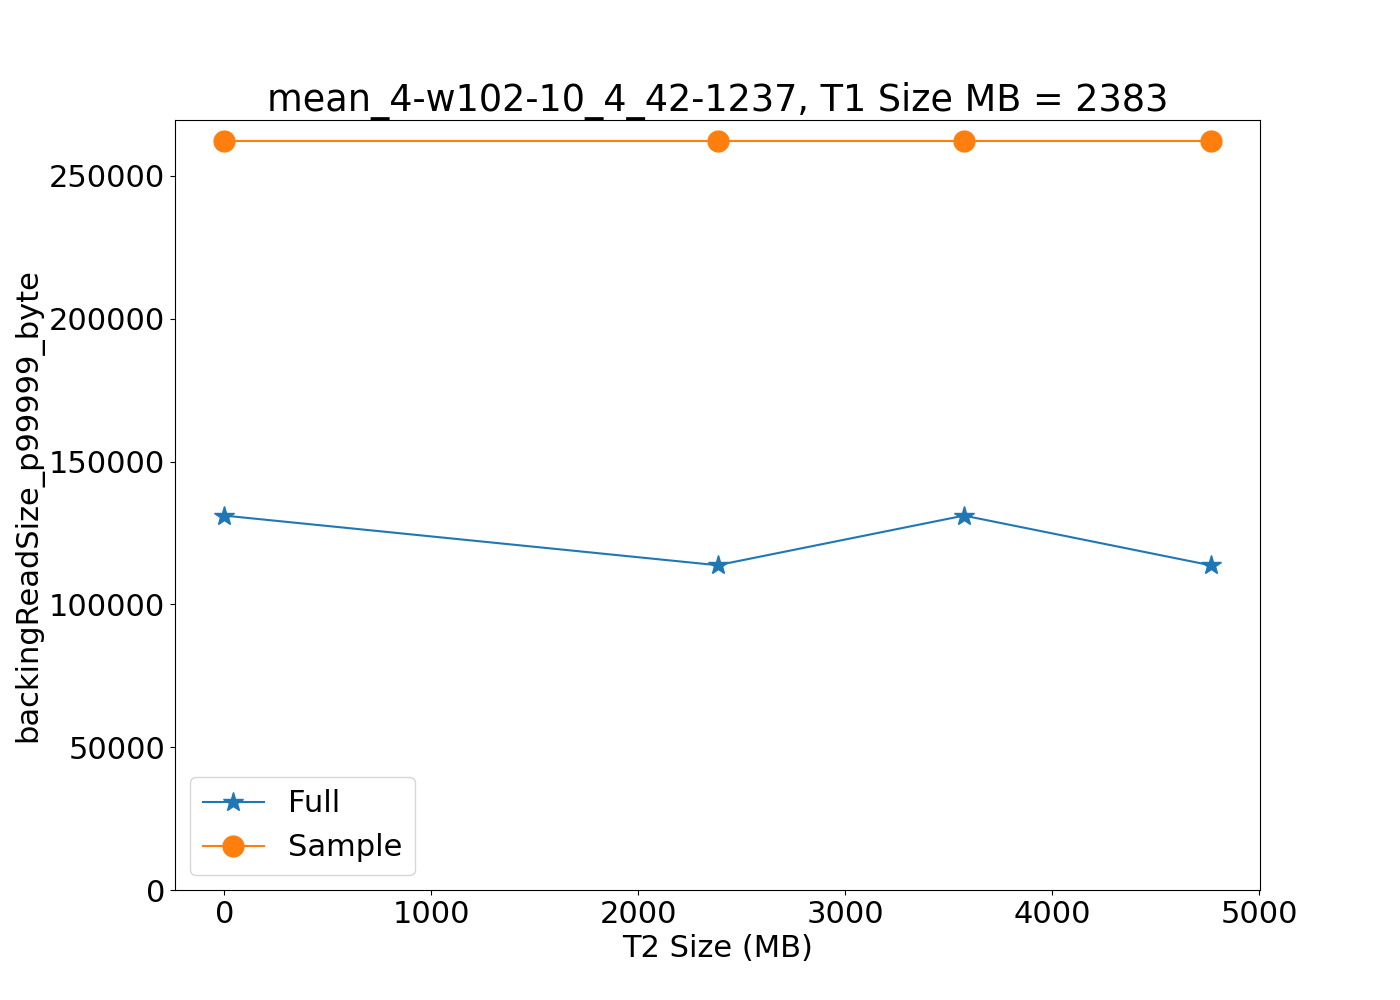 mean_4-w102-10_4_42-1237, T1 Size MB = 2383
backingReadSize_p99999_byte
250000
200000
150000
100000
50000
0
Full
Sample
0 1000 2000 3000 4000 5000
T2 Size (MB)